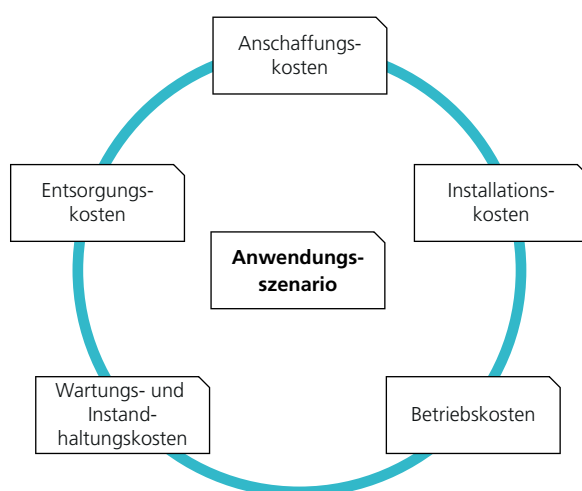 Anschaffungs-
kosten
Entsorgungs-
kosten
Installations-
kosten
Anwendungs-
szenario
Wartungs- und
Instand-
haltungskosten
Betriebskosten